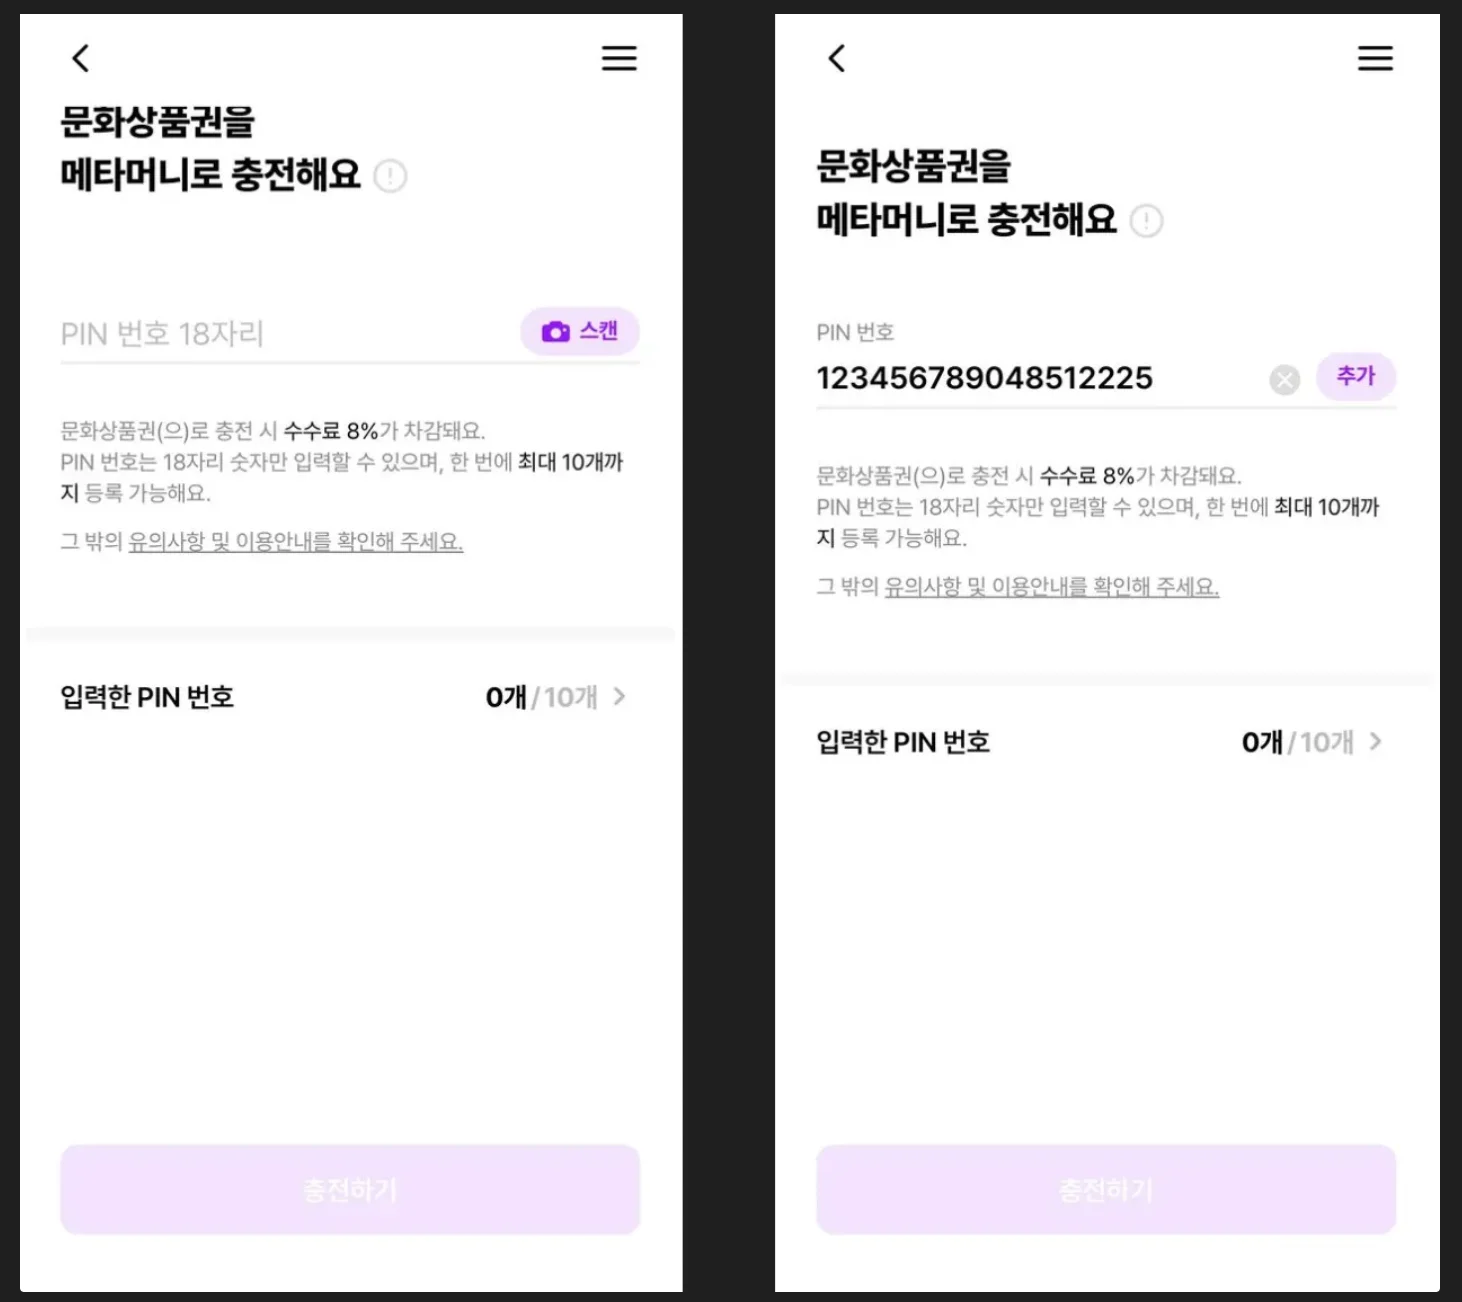 문화상품권을
메타머니로 충전해요
PIN 번호 18자리
스캔
문화상품권(으)로 충전 시 수수료 8%가 차감돼요.
PIN 번호는 18자리 숫자만 입력할 수 있으며, 한 번에 최대 10개까
지 등록 가능해요.
그 밖의 유의사항 및 이용안내를 확인해 주세요.
입력한 PIN 번호 0개/10개
충전하기
문화상품권을
메타머니로 충전해요
PIN 번호
123456789048512225
추가
문화상품권(으)로 충전 시 수수료 8%가 차감돼요.
PIN 번호는 18자리 숫자만 입력할 수 있으며, 한 번에 최대 10개까
지 등록 가능해요.
그 밖의 유의사항 및 이용안내를 확인해 주세요.
입력한 PIN 번호 0개/10개
충전하기